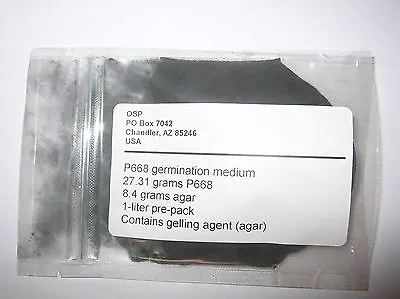 OSP
PO Box 7042
Chandler, AZ 85246
USA
P668 germination medium
27.31 grams P668
8.4 grams agar
1-liter pre-pack
Contains gelling agent (agar)